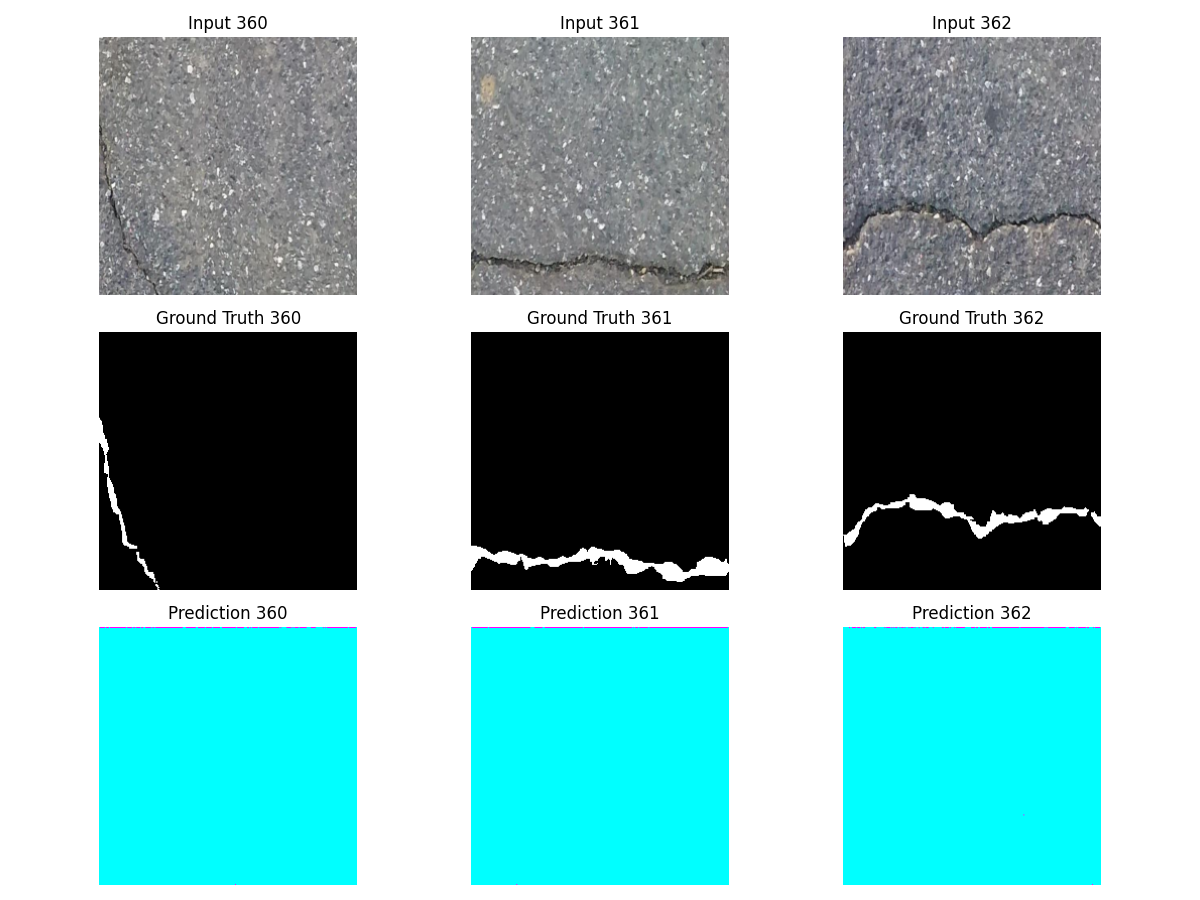 Input 360
Input 361
Input 362
Ground Truth 360
Ground Truth 361
Ground Truth 362
Prediction 360
Prediction 361
Prediction 362